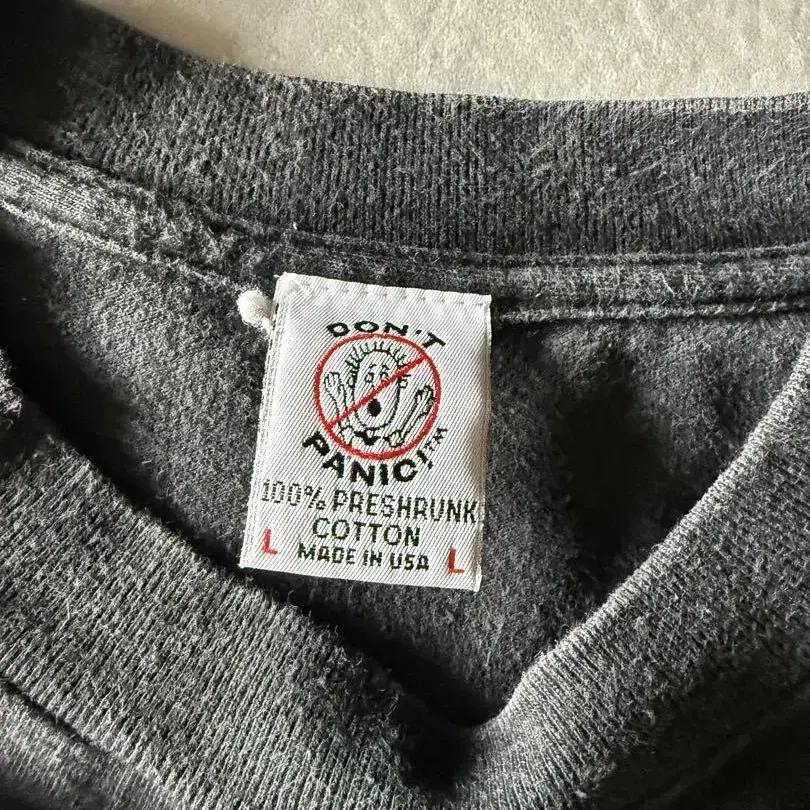 DON'T
PANIC!™
100% PRESHRUNK
COTTON
L MADE IN USA L